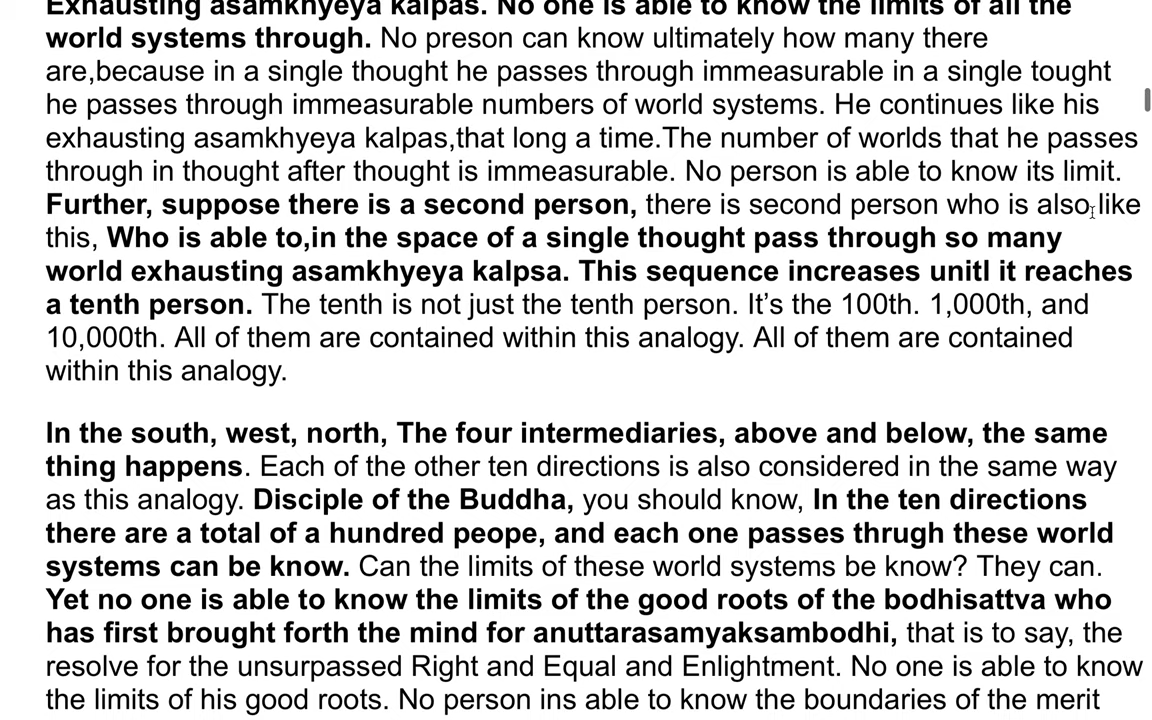 Exhausting asamkhyeya kalpas. No one is able to know the limits of all the
world systems through. No preson can know ultimately how many there
are,because in a single thought he passes through immeasurable in a single tought
he passes through immeasurable numbers of world systems. He continues like his
exhausting asamkhyeya kalpas,that long a time.The number of worlds that he passes
through in thought after thought is immeasurable. No person is able to know its limit.
Further, suppose there is a second person, there is second person who is also like
this, Who is able to,in the space of a single thought pass through so many
world exhausting asamkhyeya kalpsa. This sequence increases unitl it reaches
a tenth person. The tenth is not just the tenth person. It’s the 100th. 1,000th, and
10,000th. All of them are contained within this analogy. All of them are contained
within this analogy.
In the south, west, north, The four intermediaries, above and below, the same
thing happens. Each of the other ten directions is also considered in the same way
as this analogy. Disciple of the Buddha, you should know, In the ten directions
there are a total of a hundred peope, and each one passes thrugh these world
systems can be know. Can the limits of these world systems be know? They can.
Yet no one is able to know the limits of the good roots of the bodhisattva who
has first brought forth the mind for anuttarasamyaksambodhi, that is to say, the
resolve for the unsurpassed Right and Equal and Enlightment. No one is able to know
the limits of his good roots. No person ins able to know the boundaries of the merit